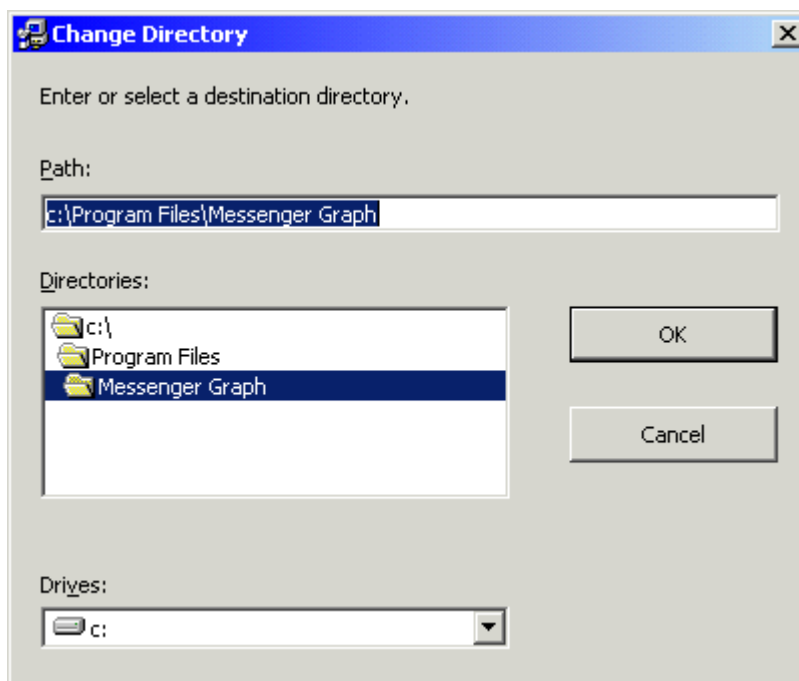 Change Directory
Enter or select a destination directory.
Path:
c:\Program Files\Messenger Graph
Directories:
c:\
Program Files
Messenger Graph
OK
Cancel
Drives:
c: